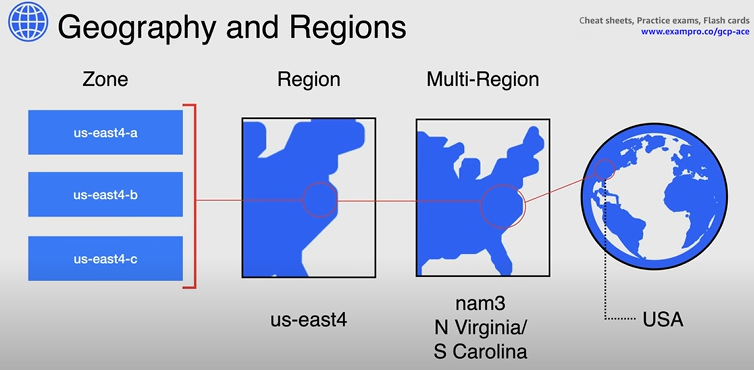 Geography and Regions
Cheat sheets, Practice exams, Flash cards
www.exampro.co/gcp-ace
Zone
Region
Multi-Region
us-east4-a
us-east4-b
us-east4-c
us-east4
nam3
N Virginia/
S Carolina
USA